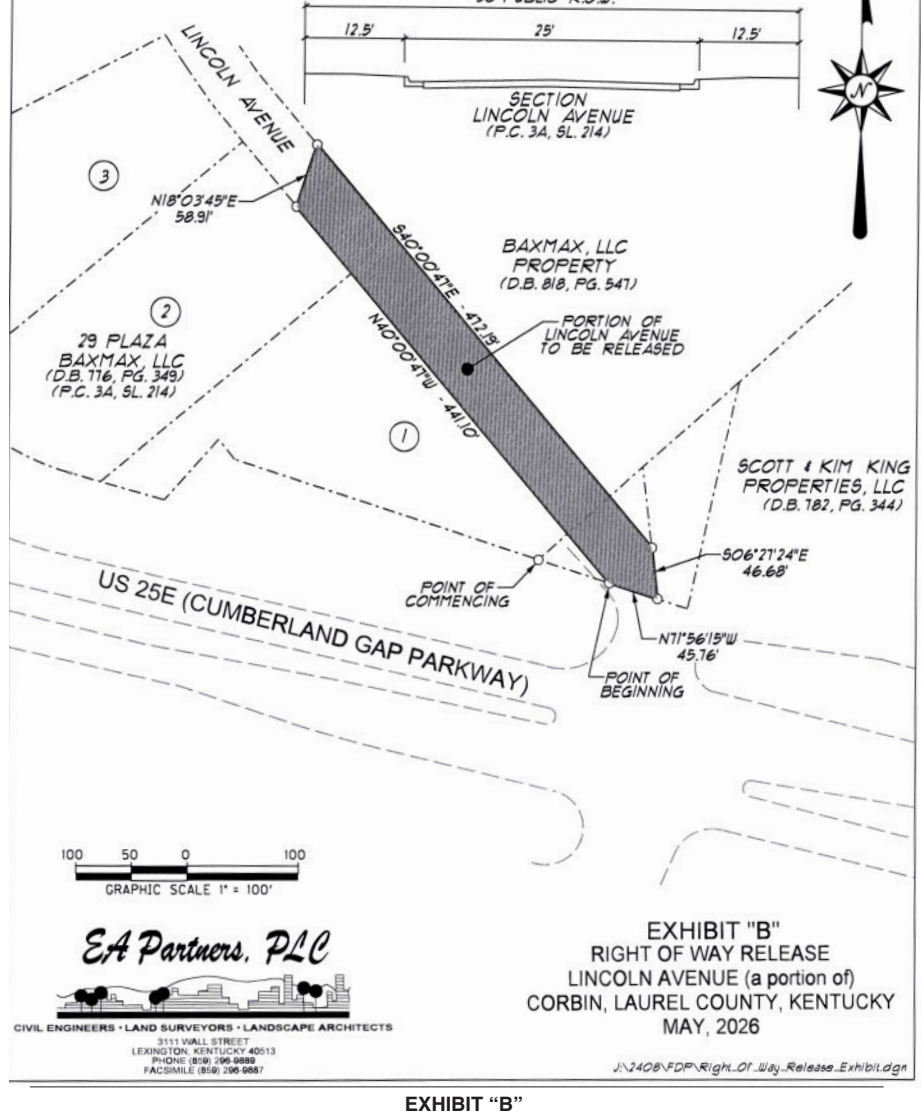 12.5'
25'
12.5'
LINCOLN AVENUE
SECTION
LINCOLN AVENUE
(P.C. 3A, SL. 214)
N
3
N18°03'45"E
58.91'
S40°00'47"E - 472.19'
BAXMAX, LLC
PROPERTY
(D.B. 818, PG. 547)
2
29 PLAZA
BAXMAX, LLC
(D.B. 776, PG. 349)
(P.C. 3A, SL. 214)
PORTION OF
LINCOLN AVENUE
TO BE RELEASED
N40°00'47"W - 441.10'
1
SCOTT & KIM KING
PROPERTIES, LLC
(D.B. 782, PG. 344)
S06°27'24"E
46.68'
POINT OF
COMMENCING
US 25E (CUMBERLAND GAP PARKWAY)
N71°56'15"W
45.76'
POINT OF
BEGINNING
100 50 0 100
GRAPHIC SCALE 1" = 100'
EA Partners, PLC
CIVIL ENGINEERS • LAND SURVEYORS • LANDSCAPE ARCHITECTS
3111 WALL STREET
LEXINGTON, KENTUCKY 40513
PHONE (859) 296-9889
FACSIMILE (859) 296-9887
EXHIBIT "B"
RIGHT OF WAY RELEASE
LINCOLN AVENUE (a portion of)
CORBIN, LAUREL COUNTY, KENTUCKY
MAY, 2026
J:\2408\FDP\Right_Of_Way_Release_Exhibit.dgn
EXHIBIT “B”